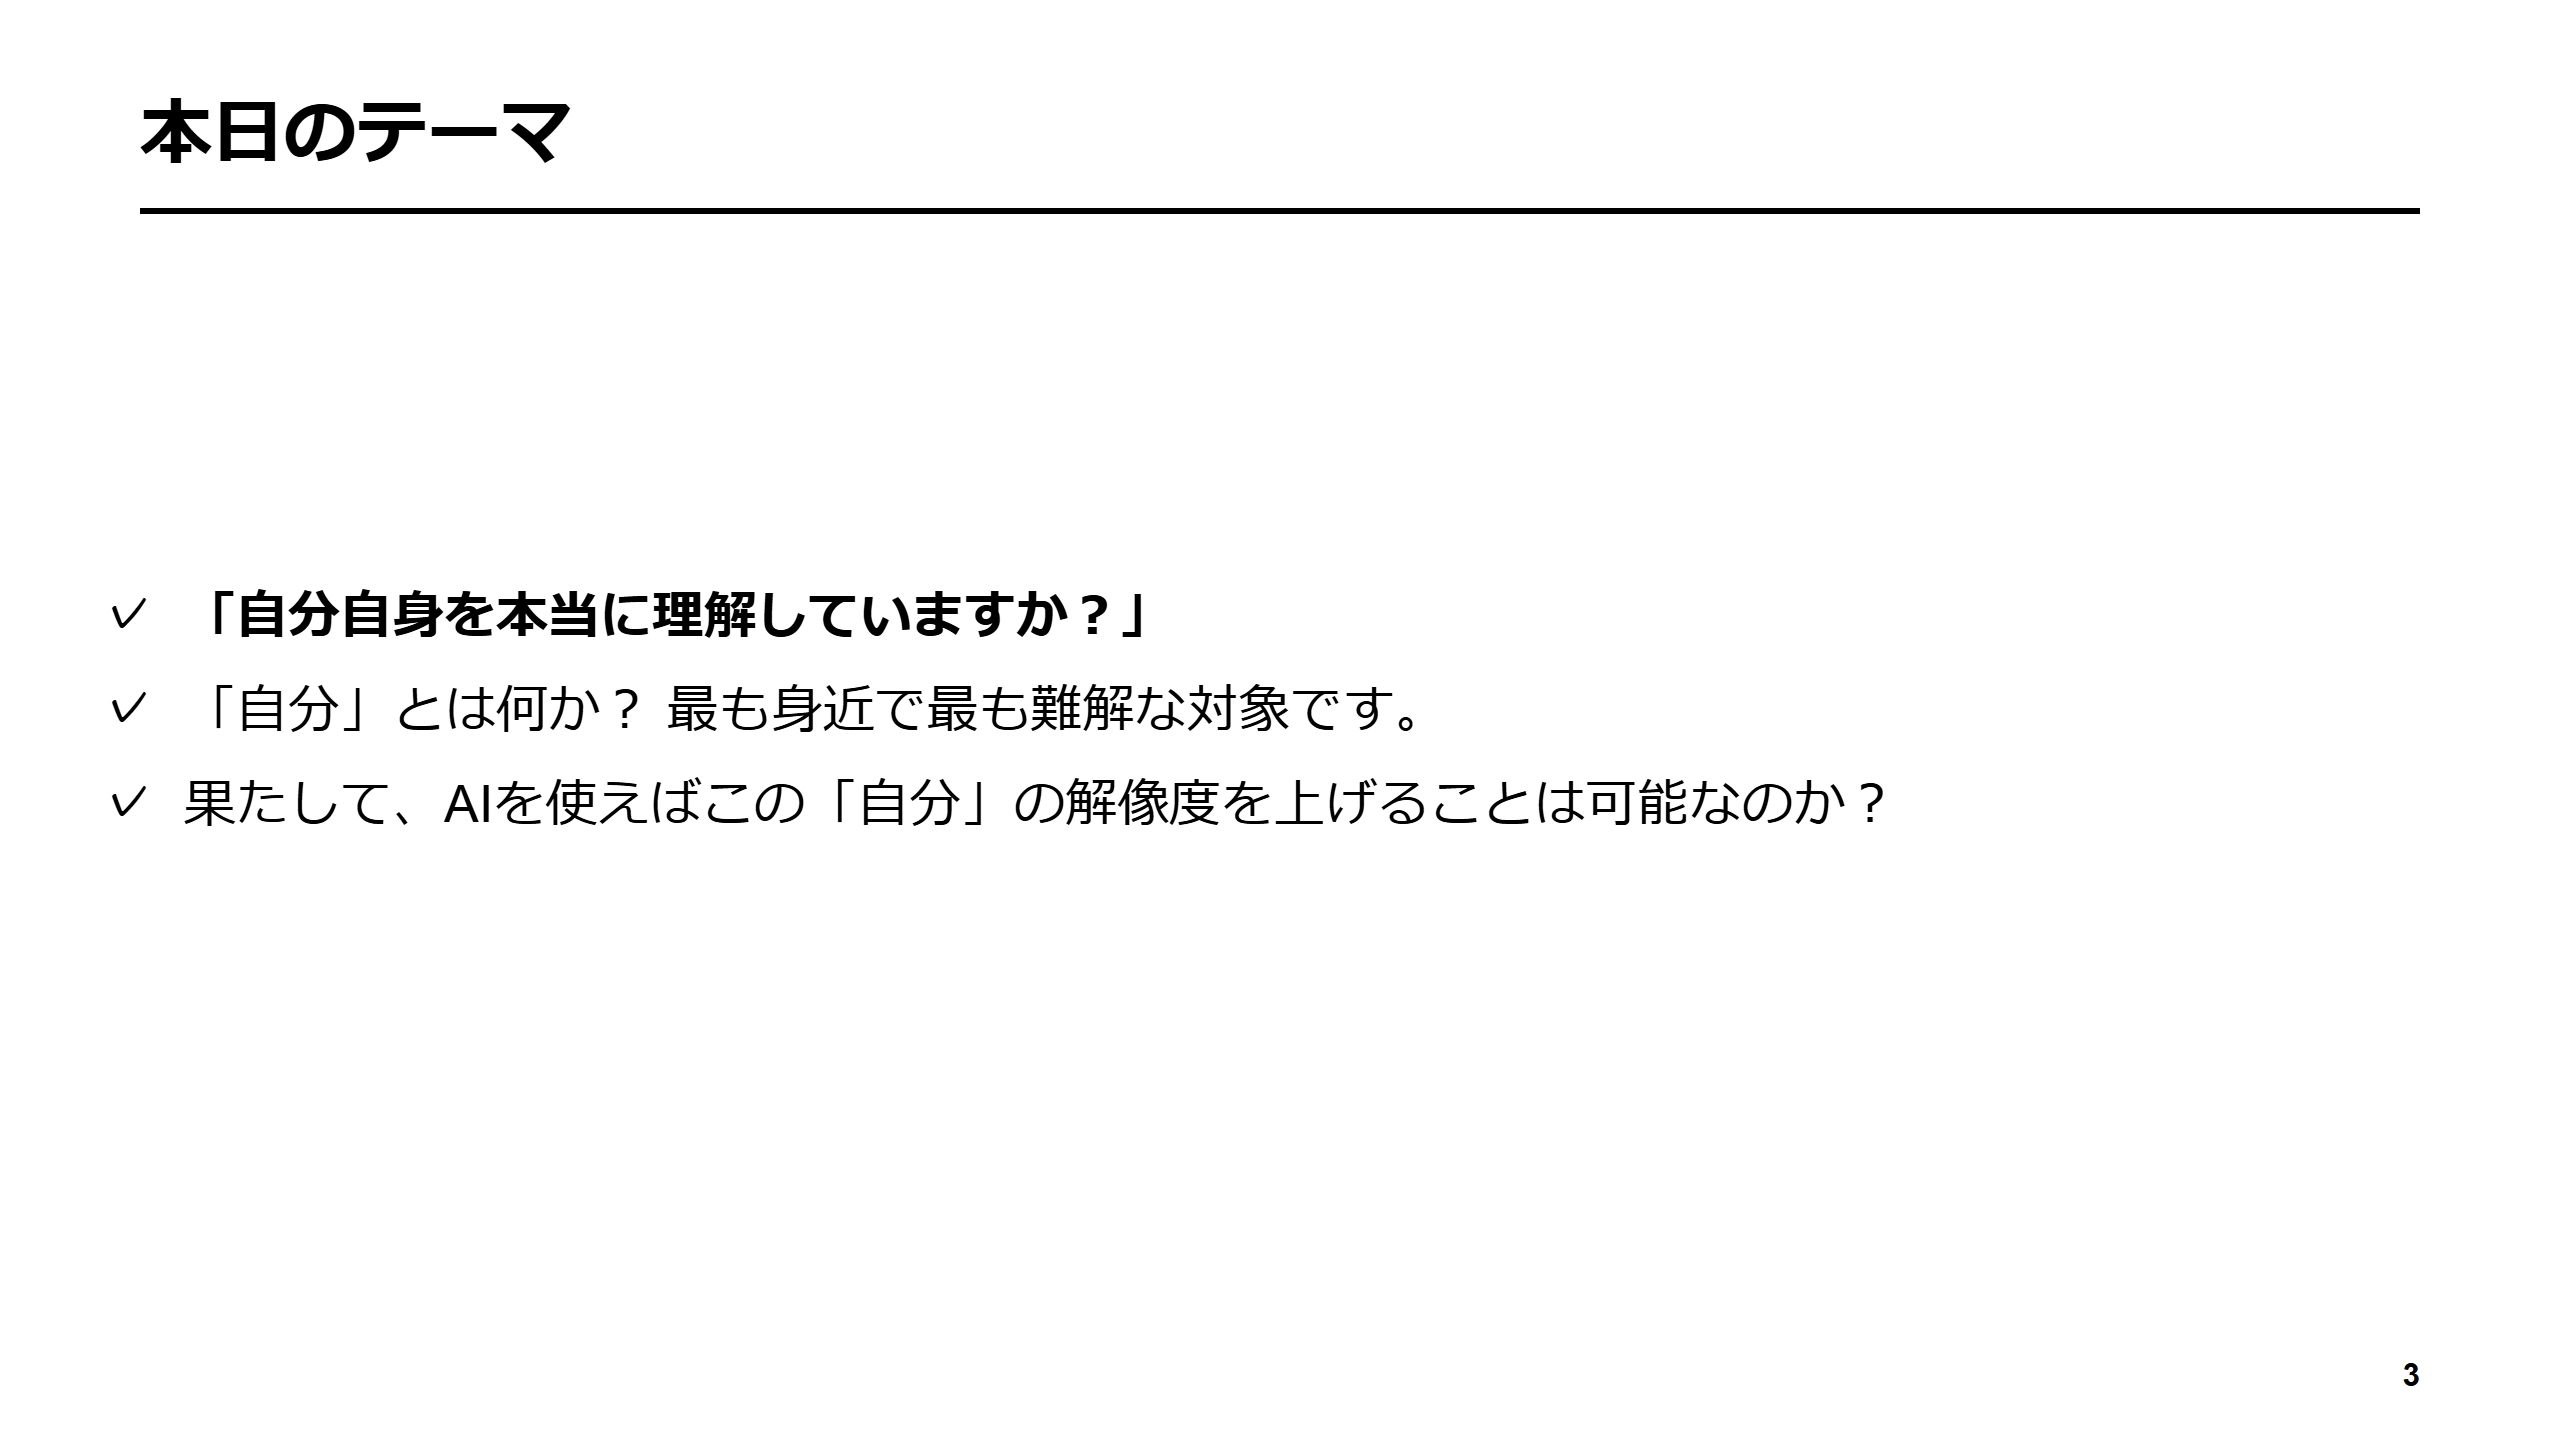 本日のテーマ
✓ 「自分自身を本当に理解していますか？」
✓ 「自分」とは何か？ 最も身近で最も難解な対象です。
✓ 果たして、AIを使えばこの「自分」の解像度を上げることは可能なのか？
3